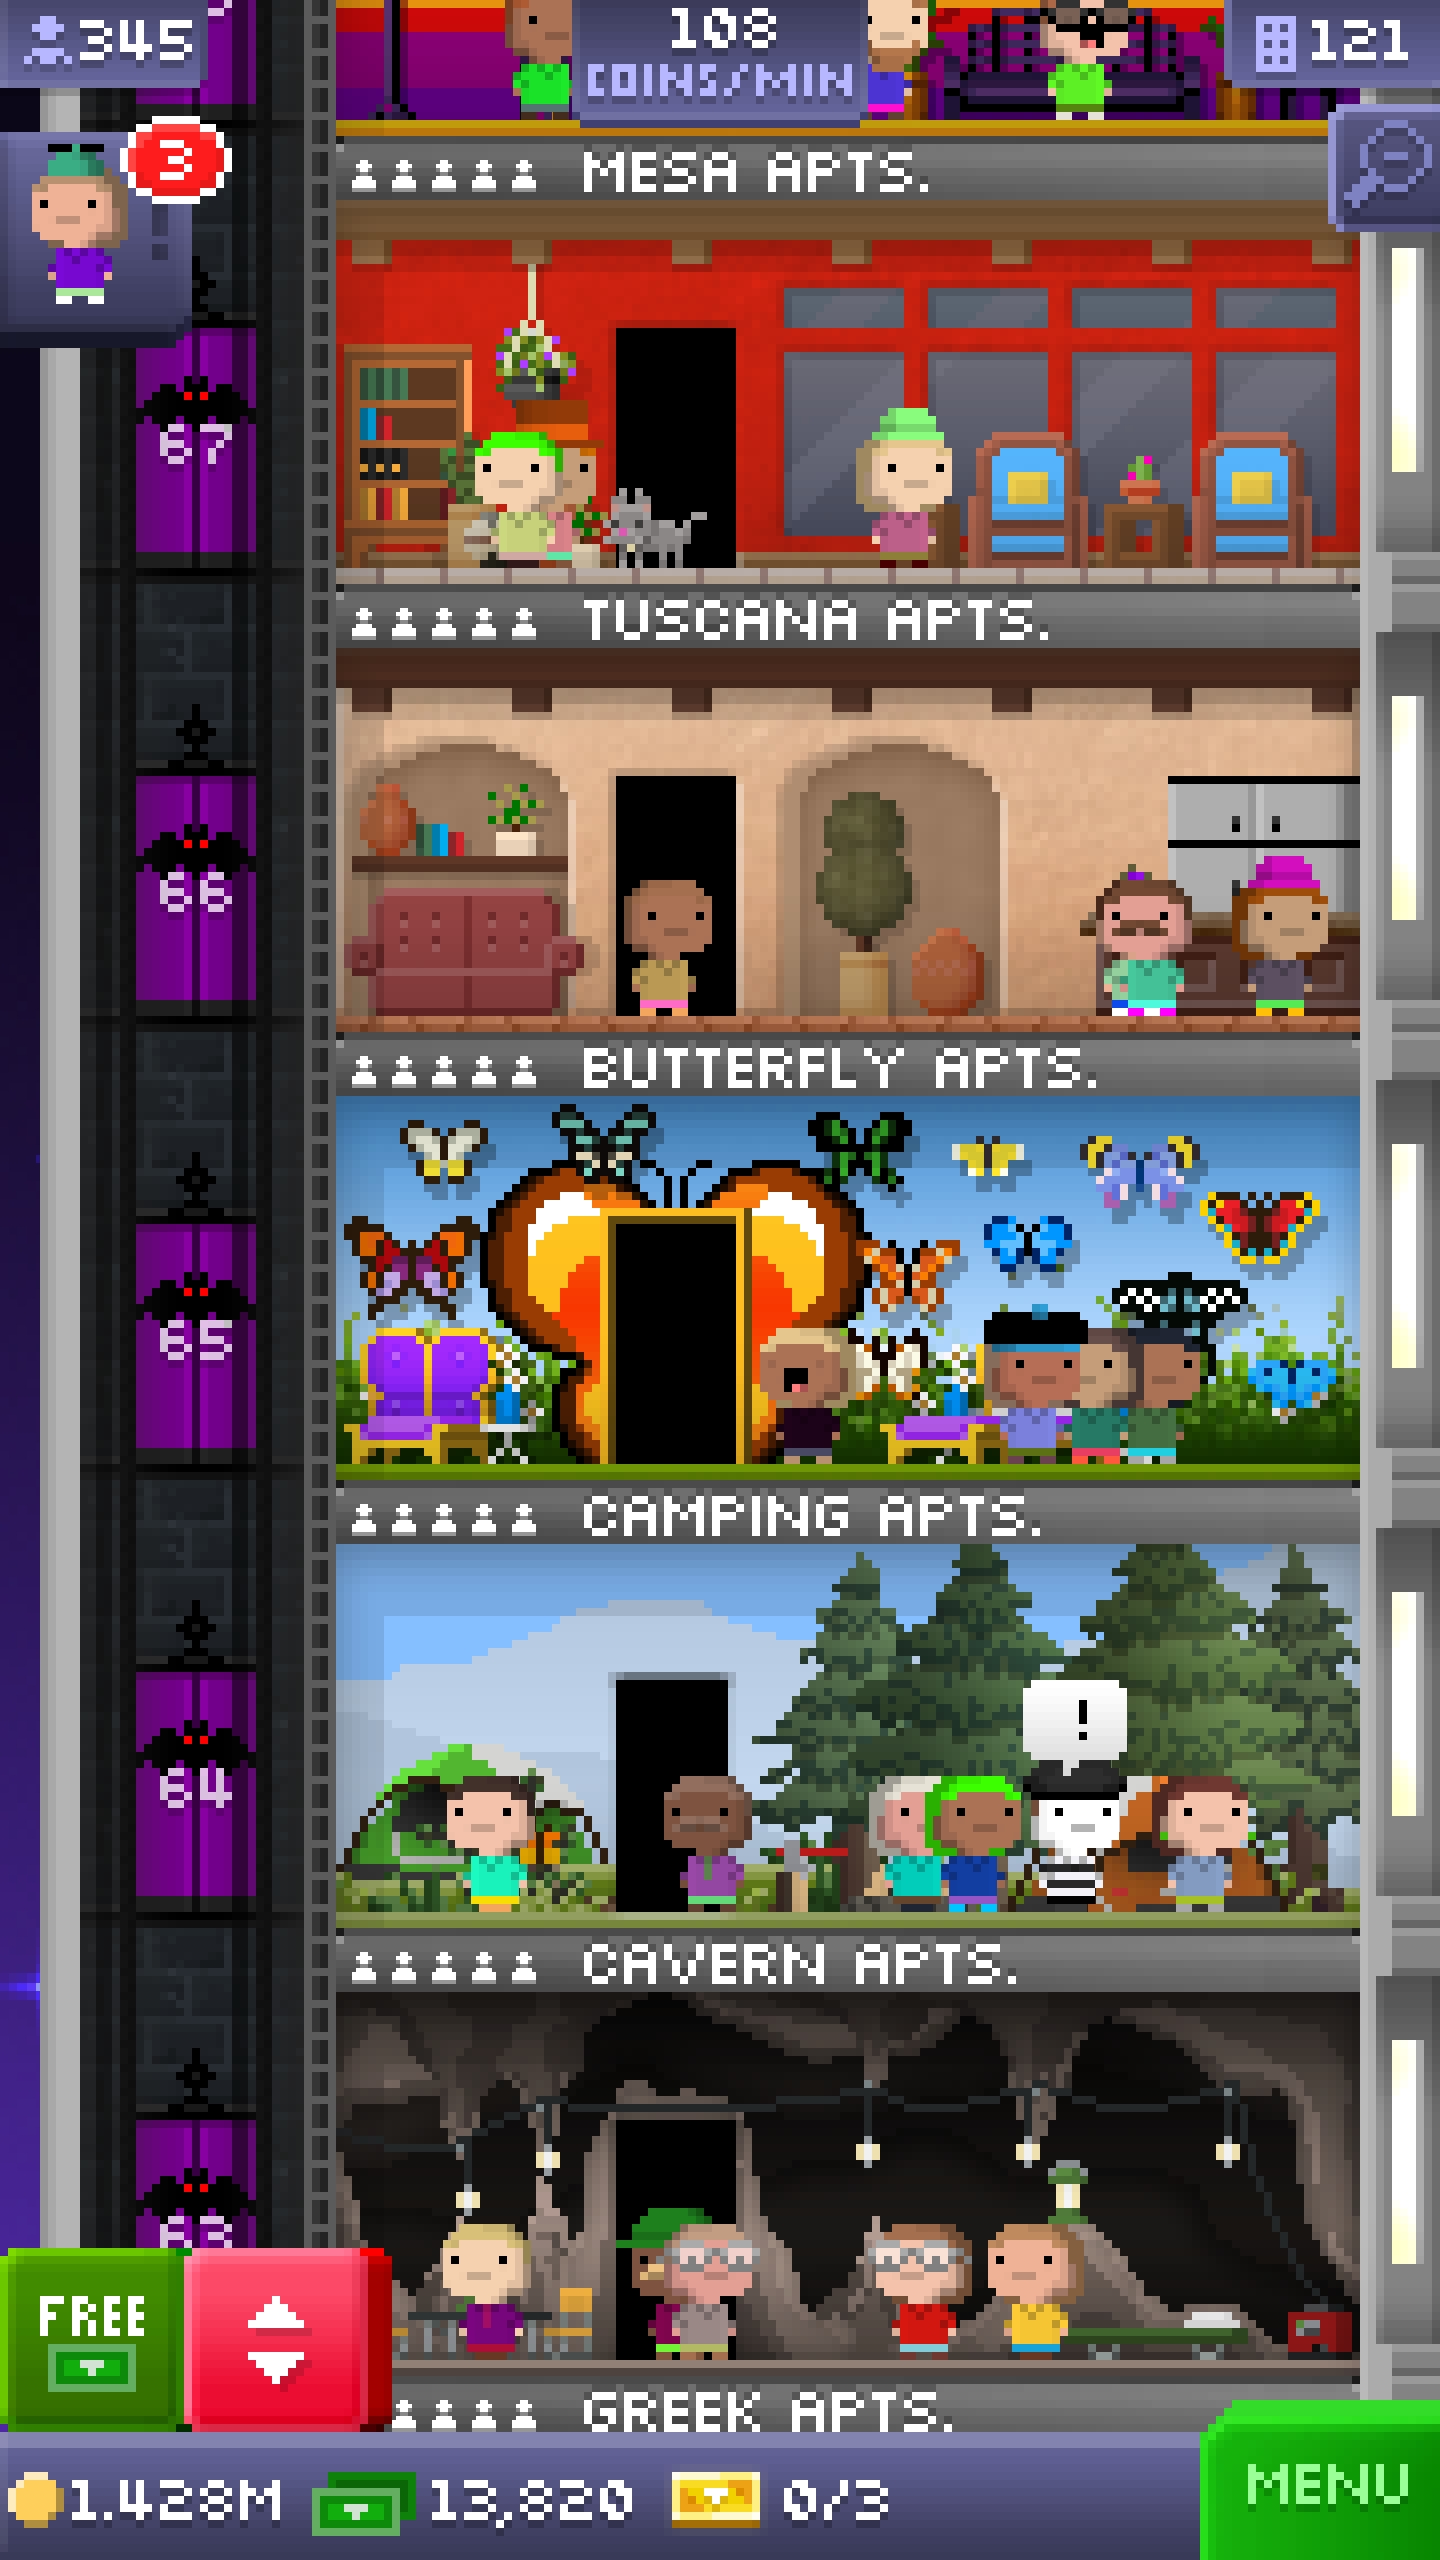 345
108
COINS/MIN
121
3
MESA APTS.
67
TUSCANA APTS.
66
BUTTERFLY APTS.
65
CAMPING APTS.
64
!
CAVERN APTS.
63
FREE
GREEK APTS.
1.428M
13,820
0/3
MENU